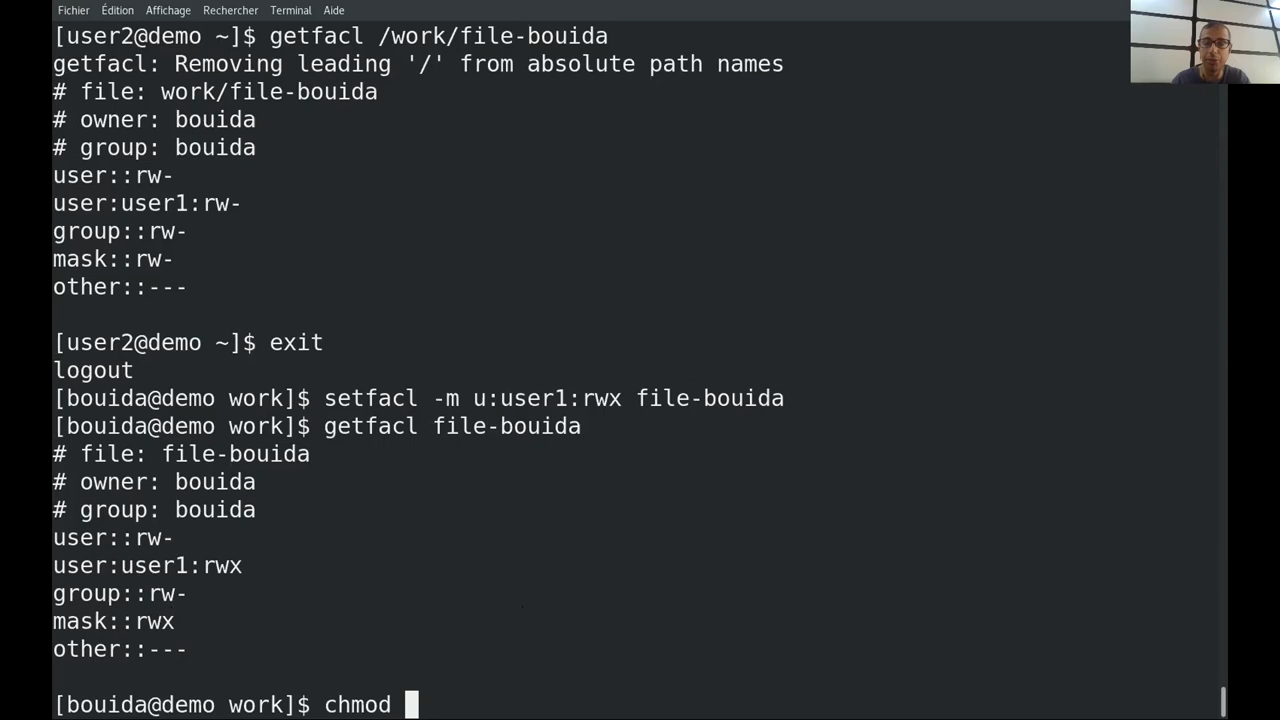 Fichier Édition Affichage Rechercher Terminal Aide
[user2@demo ~]$ getfacl /work/file-bouida
getfacl: Removing leading '/' from absolute path names
# file: work/file-bouida
# owner: bouida
# group: bouida
user::rw-
user:user1:rw-
group::rw-
mask::rw-
other::---
[user2@demo ~]$ exit
logout
[bouida@demo work]$ setfacl -m u:user1:rwx file-bouida
[bouida@demo work]$ getfacl file-bouida
# file: file-bouida
# owner: bouida
# group: bouida
user::rw-
user:user1:rwx
group::rw-
mask::rwx
other::---
[bouida@demo work]$ chmod